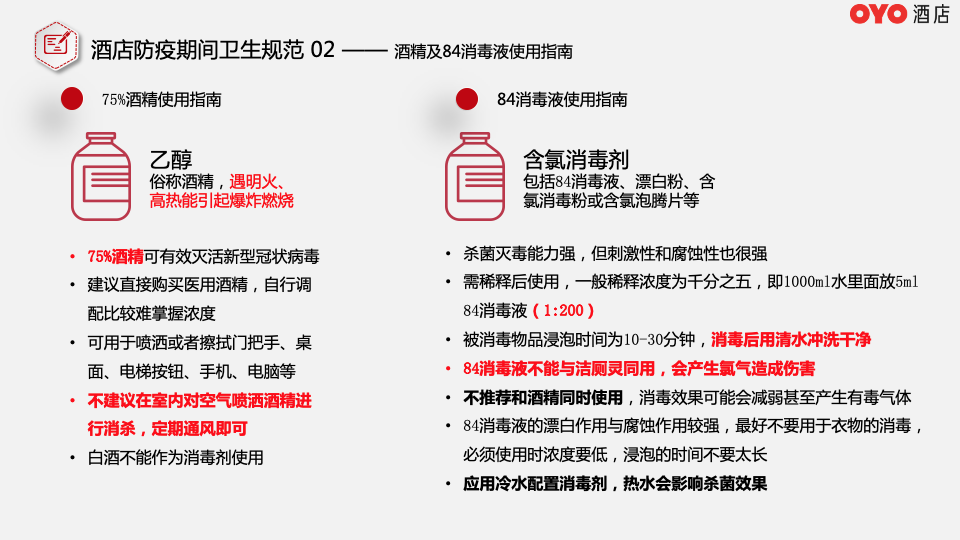 OYO 酒店
酒店防疫期间卫生规范 02 —— 酒精及84消毒液使用指南
75%酒精使用指南
乙醇
俗称酒精，遇明火、
高热能引起爆炸燃烧
• 75%酒精可有效灭活新型冠状病毒
• 建议直接购买医用酒精，自行调
配比较难掌握浓度
• 可用于喷洒或者擦拭门把手、桌
面、电梯按钮、手机、电脑等
• 不建议在室内对空气喷洒酒精进
行消杀，定期通风即可
• 白酒不能作为消毒剂使用
84消毒液使用指南
含氯消毒剂
包括84消毒液、漂白粉、含
氯消毒粉或含氯泡腾片等
• 杀菌灭毒能力强，但刺激性和腐蚀性也很强
• 需稀释后使用，一般稀释浓度为千分之五，即1000ml水里面放5ml
84消毒液（1:200）
• 被消毒物品浸泡时间为10-30分钟，消毒后用清水冲洗干净
• 84消毒液不能与洁厕灵同用，会产生氯气造成伤害
• 不推荐和酒精同时使用，消毒效果可能会减弱甚至产生有毒气体
• 84消毒液的漂白作用与腐蚀作用较强，最好不要用于衣物的消毒，
必须使用时浓度要低，浸泡的时间不要太长
• 应用冷水配置消毒剂，热水会影响杀菌效果